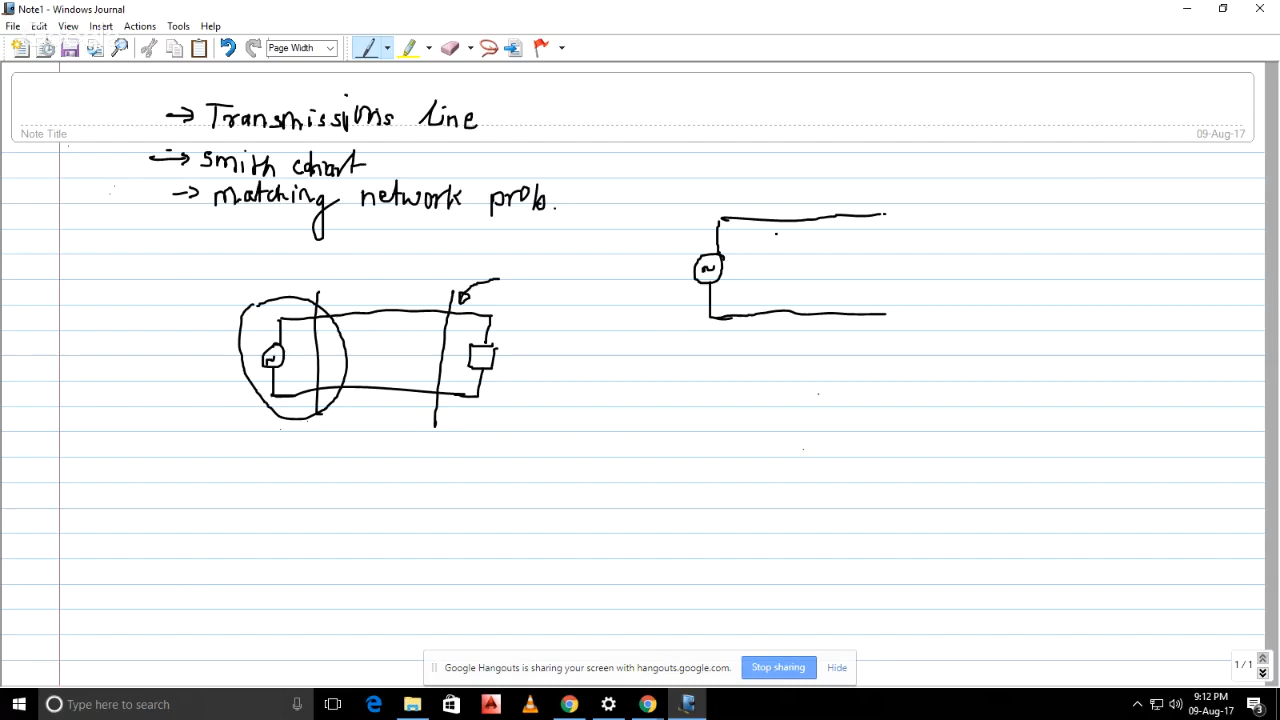 Note1 - Windows Journal
File Edit View Insert Actions Tools Help
Page Width
→ Transmissions line
Note Title
09-Aug-17
→ Smith chart
→ matching network prob.
~
~
Google Hangouts is sharing your screen with hangouts.google.com.
Stop sharing
Hide
1 / 1
Type here to search
9:12 PM
09-Aug-17
3